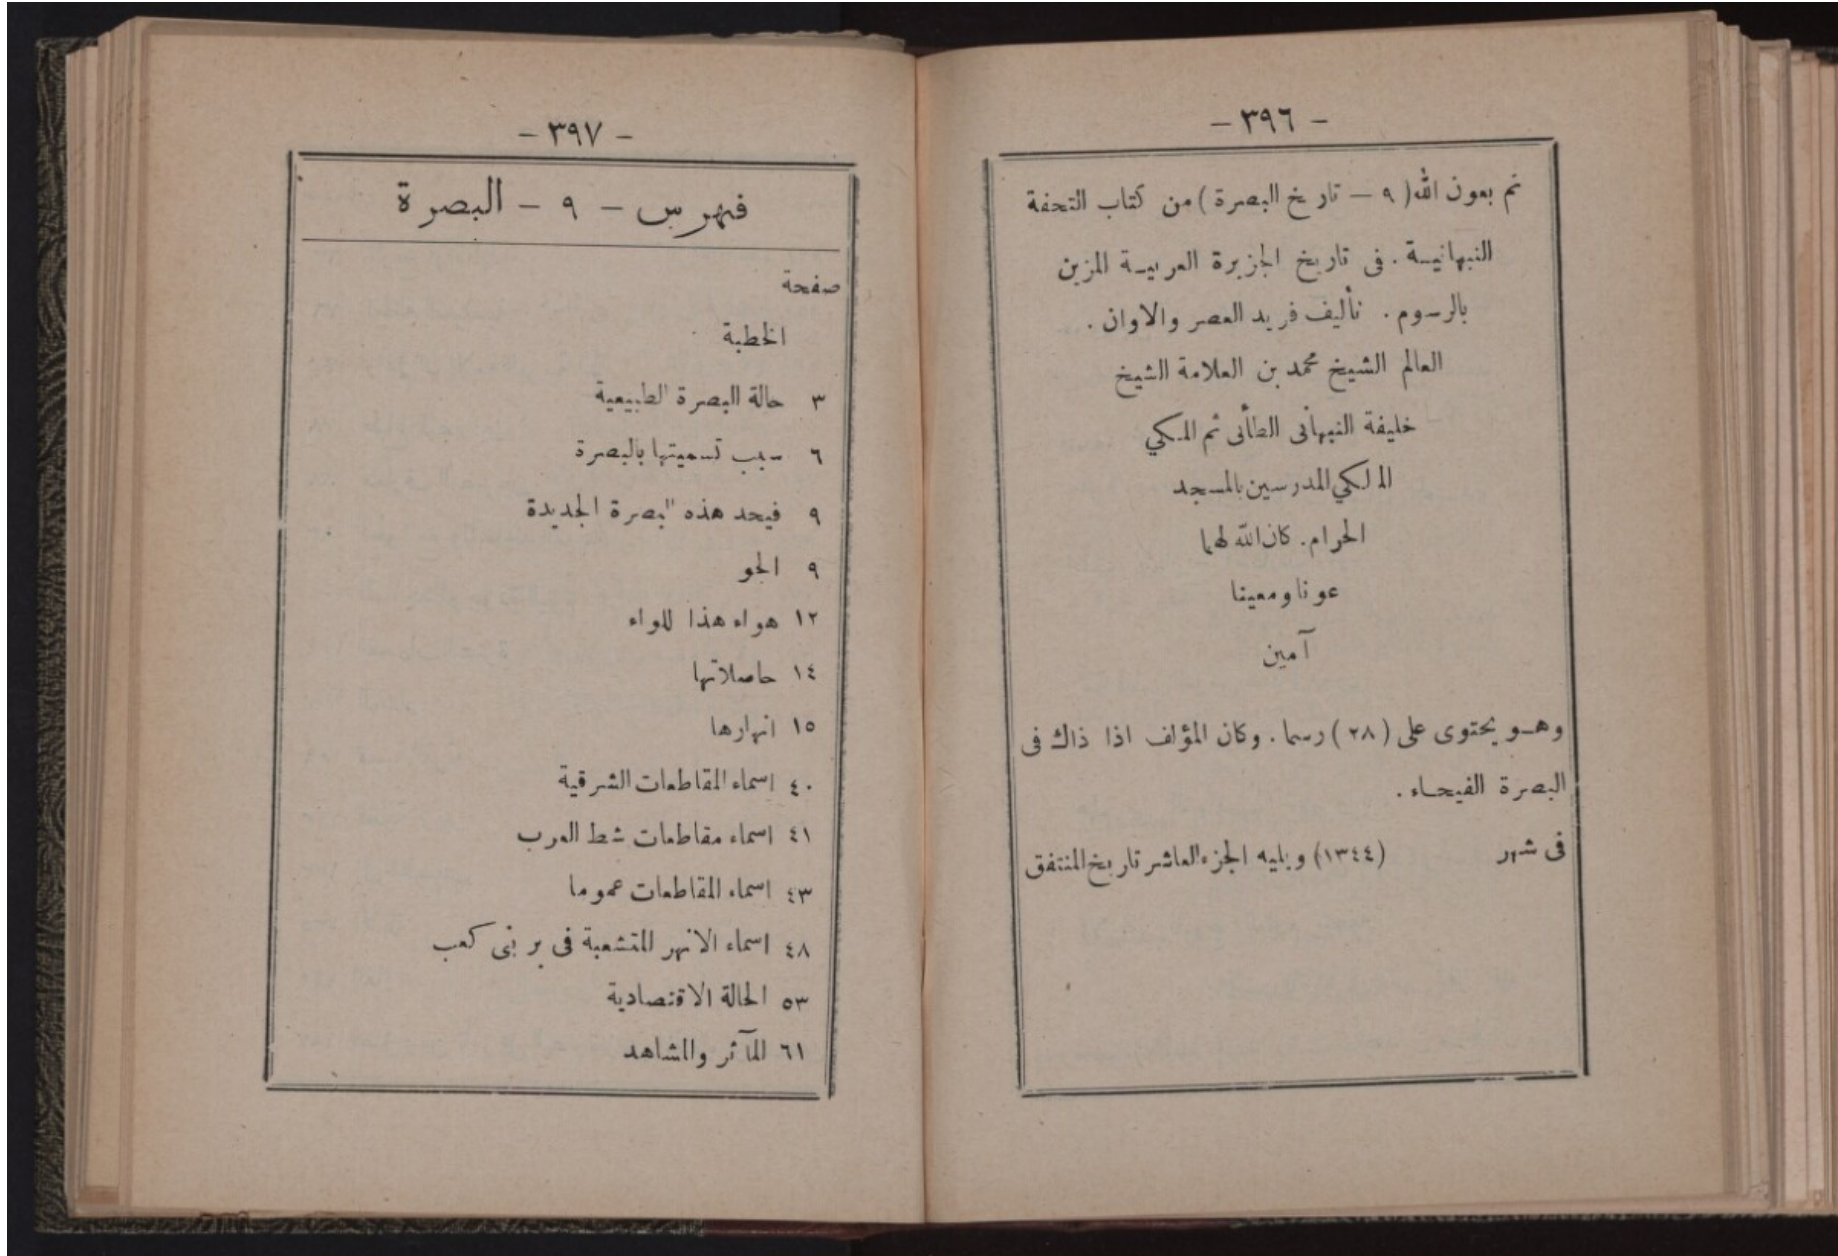 - ٣٩٦ -
تم بعون الله (٩ - تاريخ البصرة) من كتاب التحفة
النبهانيـة . فى تاريخ الجزيرة العربيـة المزين
بالرسوم . تأليف فريد العصر والاوان .
العالم الشيخ محمد بن العلامة الشيخ
خليفة النبهانى الطائى ثم المكي
المالكي المدرسين بالمسجد
الحرام . كان الله لهما
عونا ومعينا
آمين
وهـو يحتوى على (٢٨) رسما . وكان المؤلف اذا ذاك فى
البصرة الفيحـاء .
فى شهر (١٣٤٤) ويليه الجزء العاشر تاريخ المنتفق
- ٣٩٧ -
فهرس - ٩ - البصرة
صفحة
الخطبة
٣ حالة البصرة الطبيعية
٦ سبب تسميتها بالبصرة
٩ فيحد هذه البصرة الجديدة
٩ الجو
١٢ هواء هذا اللواء
١٤ حاصلاتها
١٥ انهارها
٤٠ اسماء المقاطعات الشرقية
٤١ اسماء مقاطعات شط العرب
٤٣ اسماء المقاطعات عموما
٤٨ اسماء الانهر المتشعبة فى بر بنى كعب
٥٣ الحالة الاقتصادية
٦١ المآثر والمشاهد